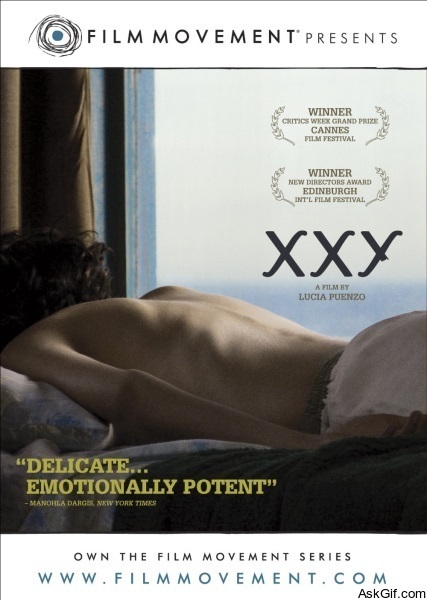 FILM MOVEMENT® PRESENTS
WINNER
CRITICS WEEK GRAND PRIZE
CANNES
FILM FESTIVAL
WINNER
NEW DIRECTORS AWARD
EDINBURGH
INT'L FILM FESTIVAL
XXY
A FILM BY
LUCIA PUENZO
"DELICATE...
EMOTIONALLY POTENT"
– MANOHLA DARGIS, NEW YORK TIMES
OWN THE FILM MOVEMENT SERIES
WWW.FILMMOVEMENT.COM
AskGif.com